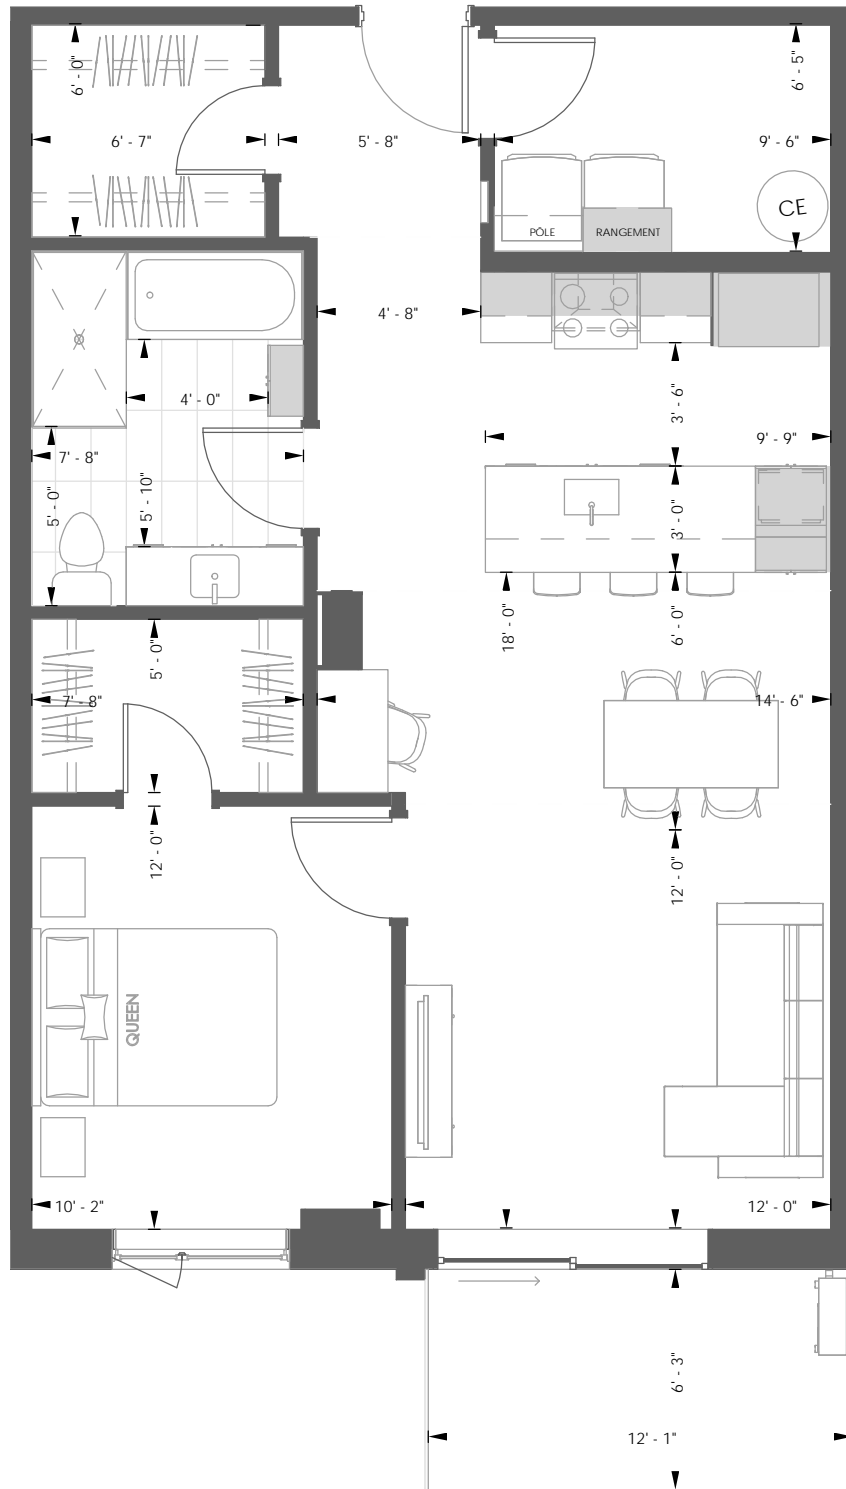 6' - 0"
6' - 5"
6' - 7"
5' - 8"
9' - 6"
CE
PÔLE
RANGEMENT
4' - 8"
4' - 0"
3' - 6"
7' - 8"
9' - 9"
5' - 0"
5' - 10"
3' - 0"
18' - 0"
6' - 0"
5' - 0"
7' - 8"
14' - 6"
12' - 0"
12' - 0"
QUEEN
10' - 2"
12' - 0"
6' - 3"
12' - 1"